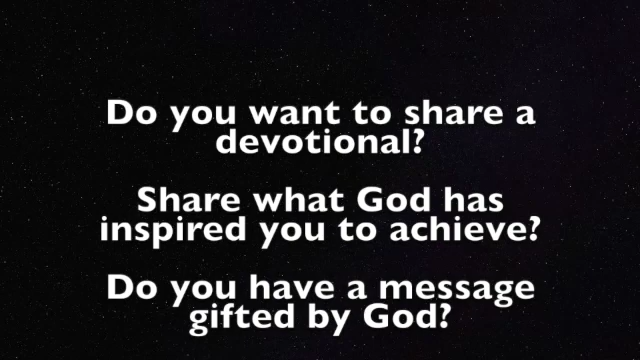 Do you want to share a
devotional?
Share what God has
inspired you to achieve?
Do you have a message
gifted by God?